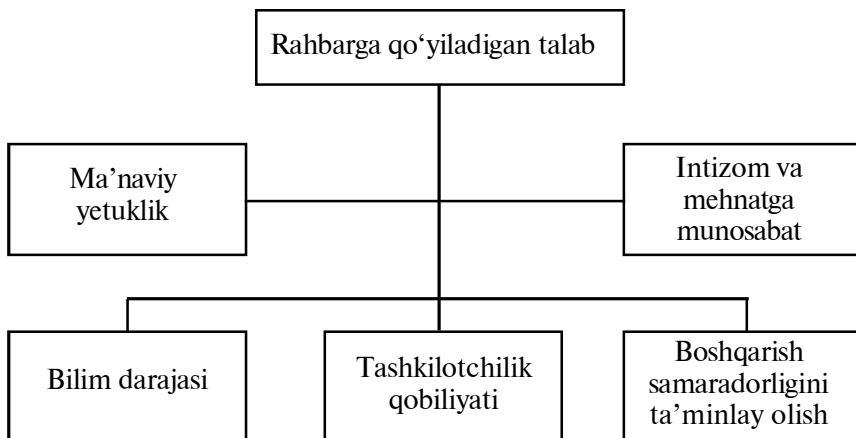 Rahbarga qo‘yiladigan talab
Ma’naviy
yetuklik
Intizom va
mehnatga
munosabat
Bilim darajasi
Tashkilotchilik
qobiliyati
Boshqarish
samaradorligini
ta’minlay olish